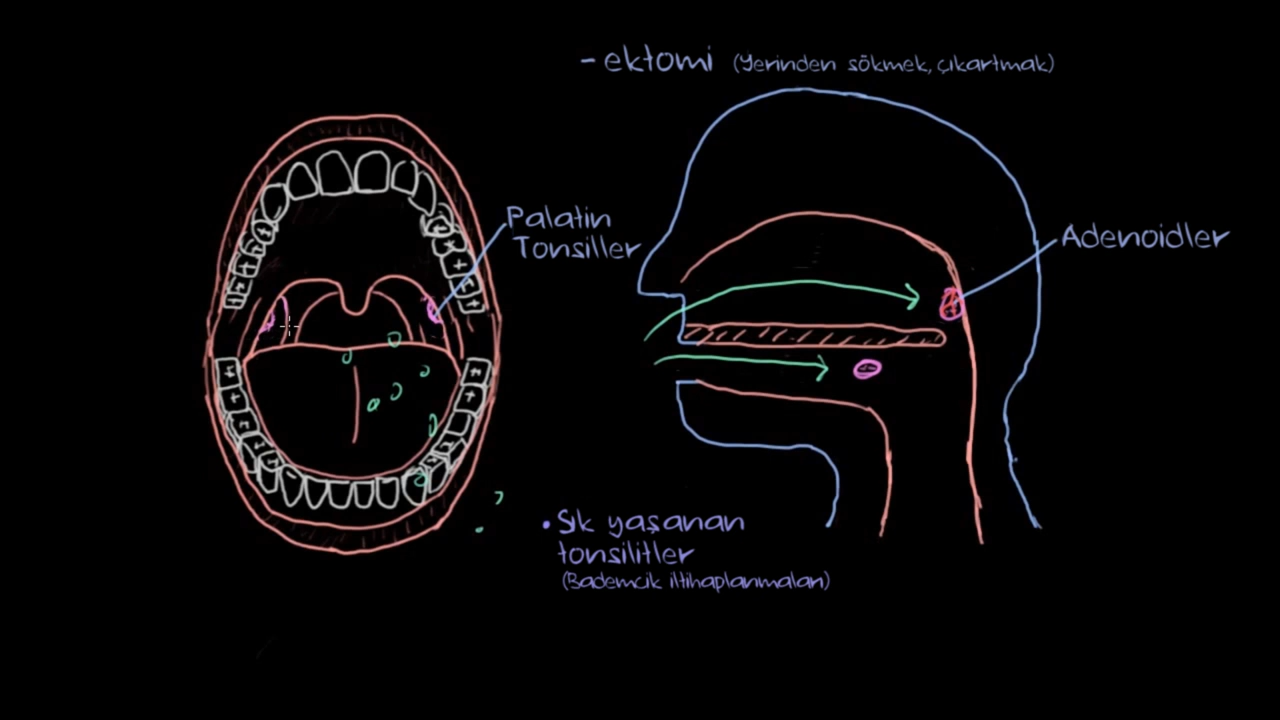 - ektomi (Yerinden sökmek, çıkartmak)
Palatin
Tonsiller
Adenoidler
• Sık yaşanan
tonsilitler
(Bademcik iltihaplanmaları)